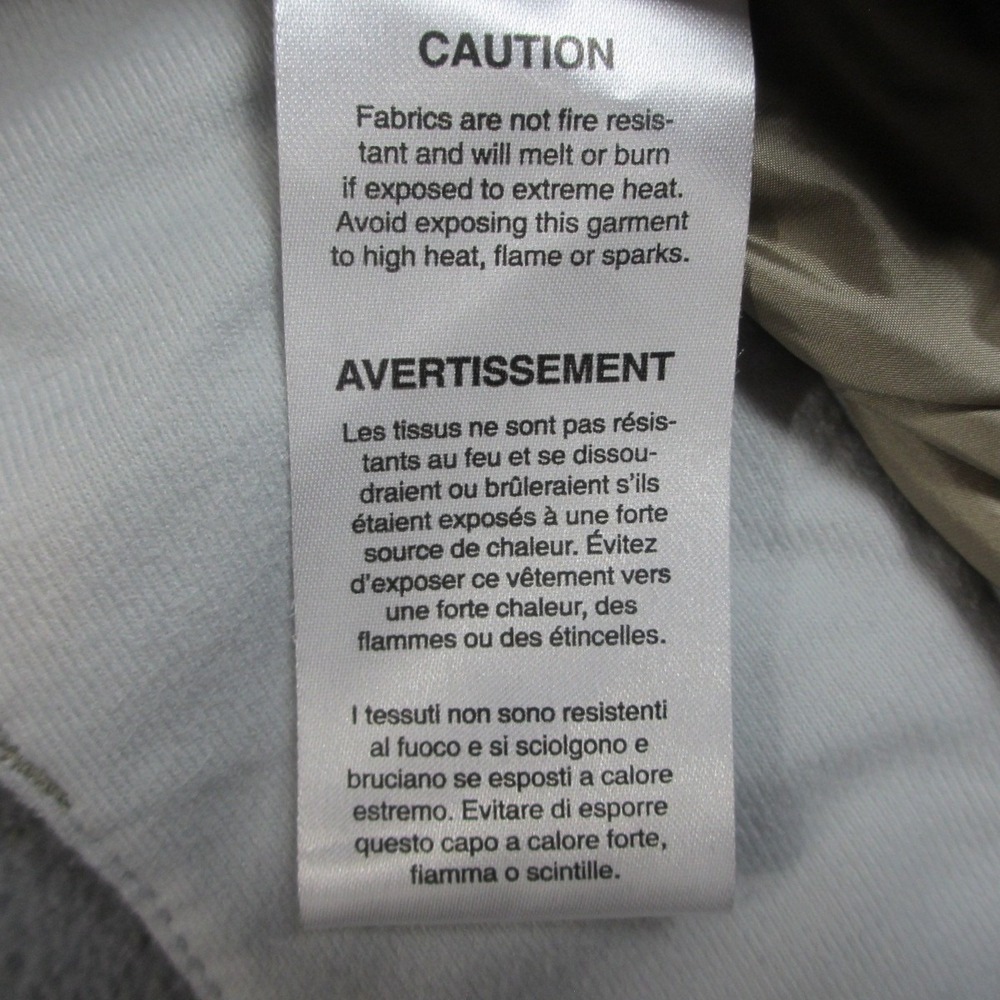 CAUTION
Fabrics are not fire resis-
tant and will melt or burn
if exposed to extreme heat.
Avoid exposing this garment
to high heat, flame or sparks.
AVERTISSEMENT
Les tissus ne sont pas résis-
tants au feu et se dissou-
draient ou brûleraient s'ils
étaient exposés à une forte
source de chaleur. Évitez
d'exposer ce vêtement vers
une forte chaleur, des
flammes ou des étincelles.
I tessuti non sono resistenti
al fuoco e si sciolgono e
bruciano se esposti a calore
estremo. Evitare di esporre
questo capo a calore forte,
fiamma o scintille.